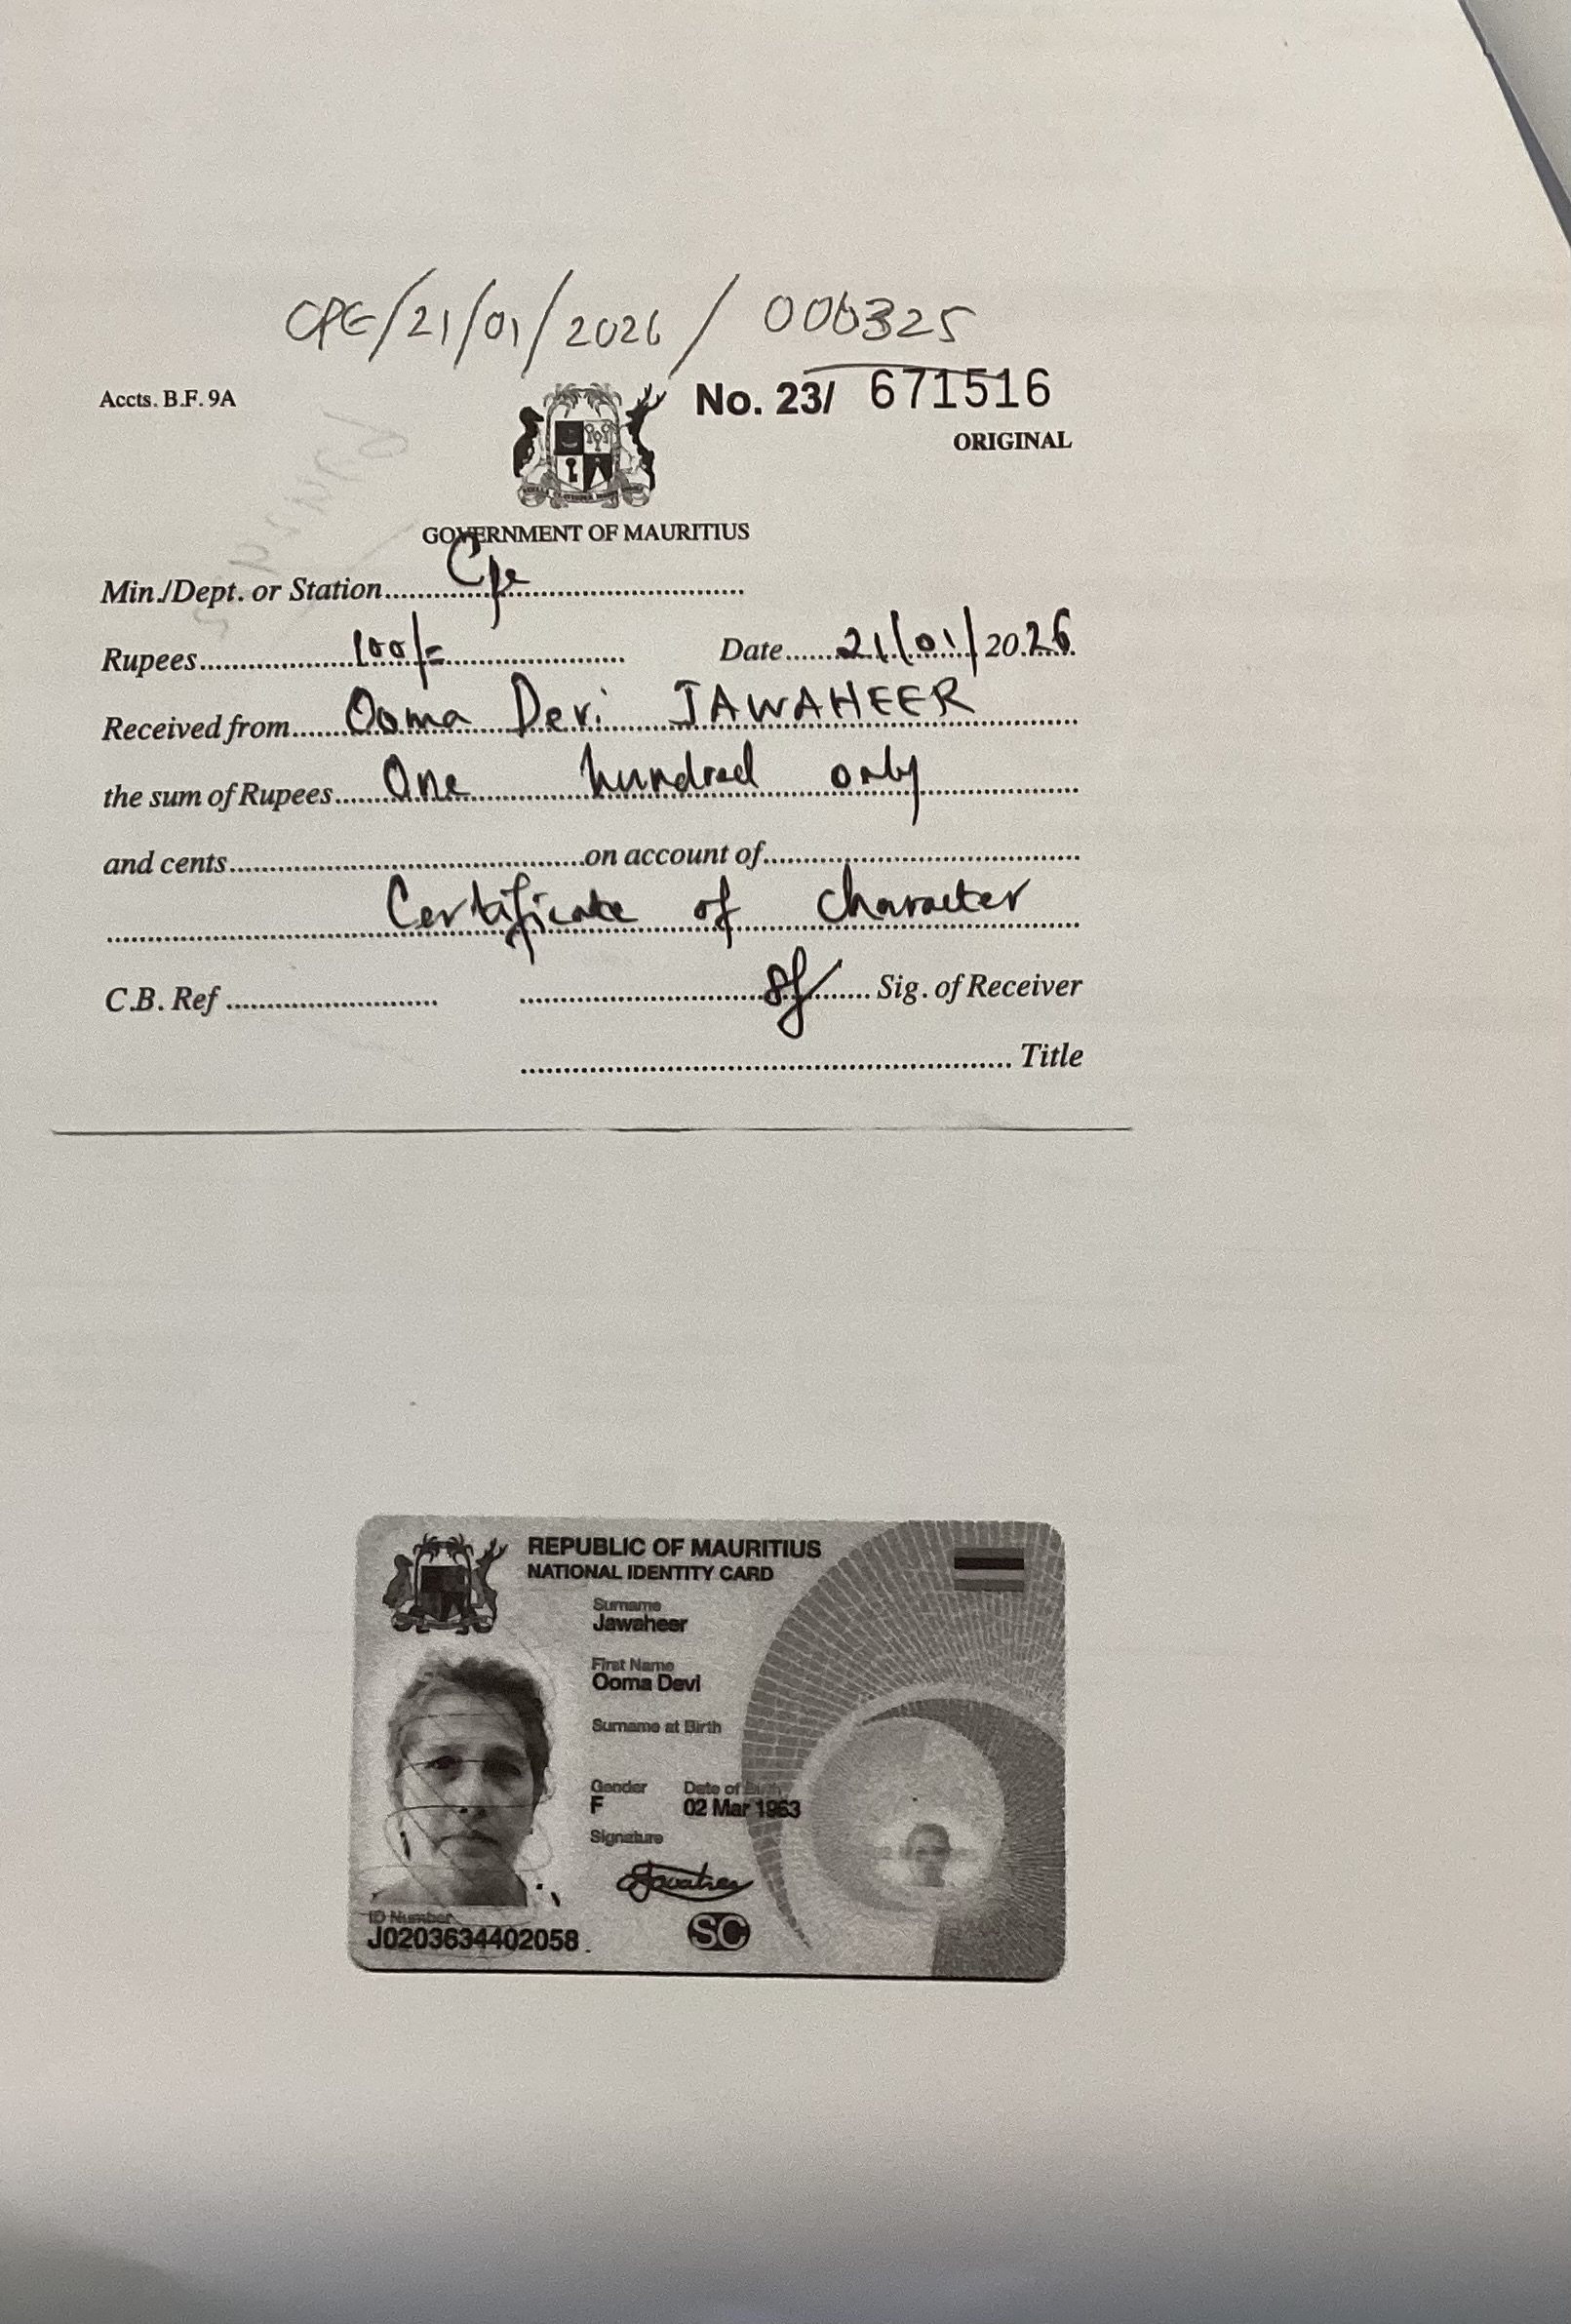 CPE/21/01/2026/000325
Accts. B.F. 9A
No. 23/ 671516
ORIGINAL
GOVERNMENT OF MAURITIUS
Min./Dept. or Station Cpe
Rupees 100/= Date 21/01/2026
Received from Ooma Devi JAWAHEER
the sum of Rupees One hundred only
and cents on account of
Certificate of character
C.B. Ref Sig. of Receiver
Title
REPUBLIC OF MAURITIUS
NATIONAL IDENTITY CARD
Surname
Jawaheer
First Name
Ooma Devi
Surname at Birth
Gender Date of Birth
F 02 Mar 1963
Signature
ID Number
J0203634402058
SC